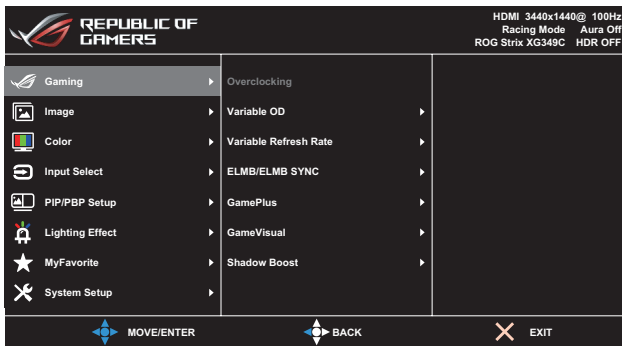 REPUBLIC OF
GAMERS
HDMI 3440x1440@ 100Hz
Racing Mode Aura Off
ROG Strix XG349C HDR OFF
Gaming
Image
Color
Input Select
PIP/PBP Setup
Lighting Effect
MyFavorite
System Setup
Overclocking
Variable OD
Variable Refresh Rate
ELMB/ELMB SYNC
GamePlus
GameVisual
Shadow Boost
MOVE/ENTER
BACK
EXIT